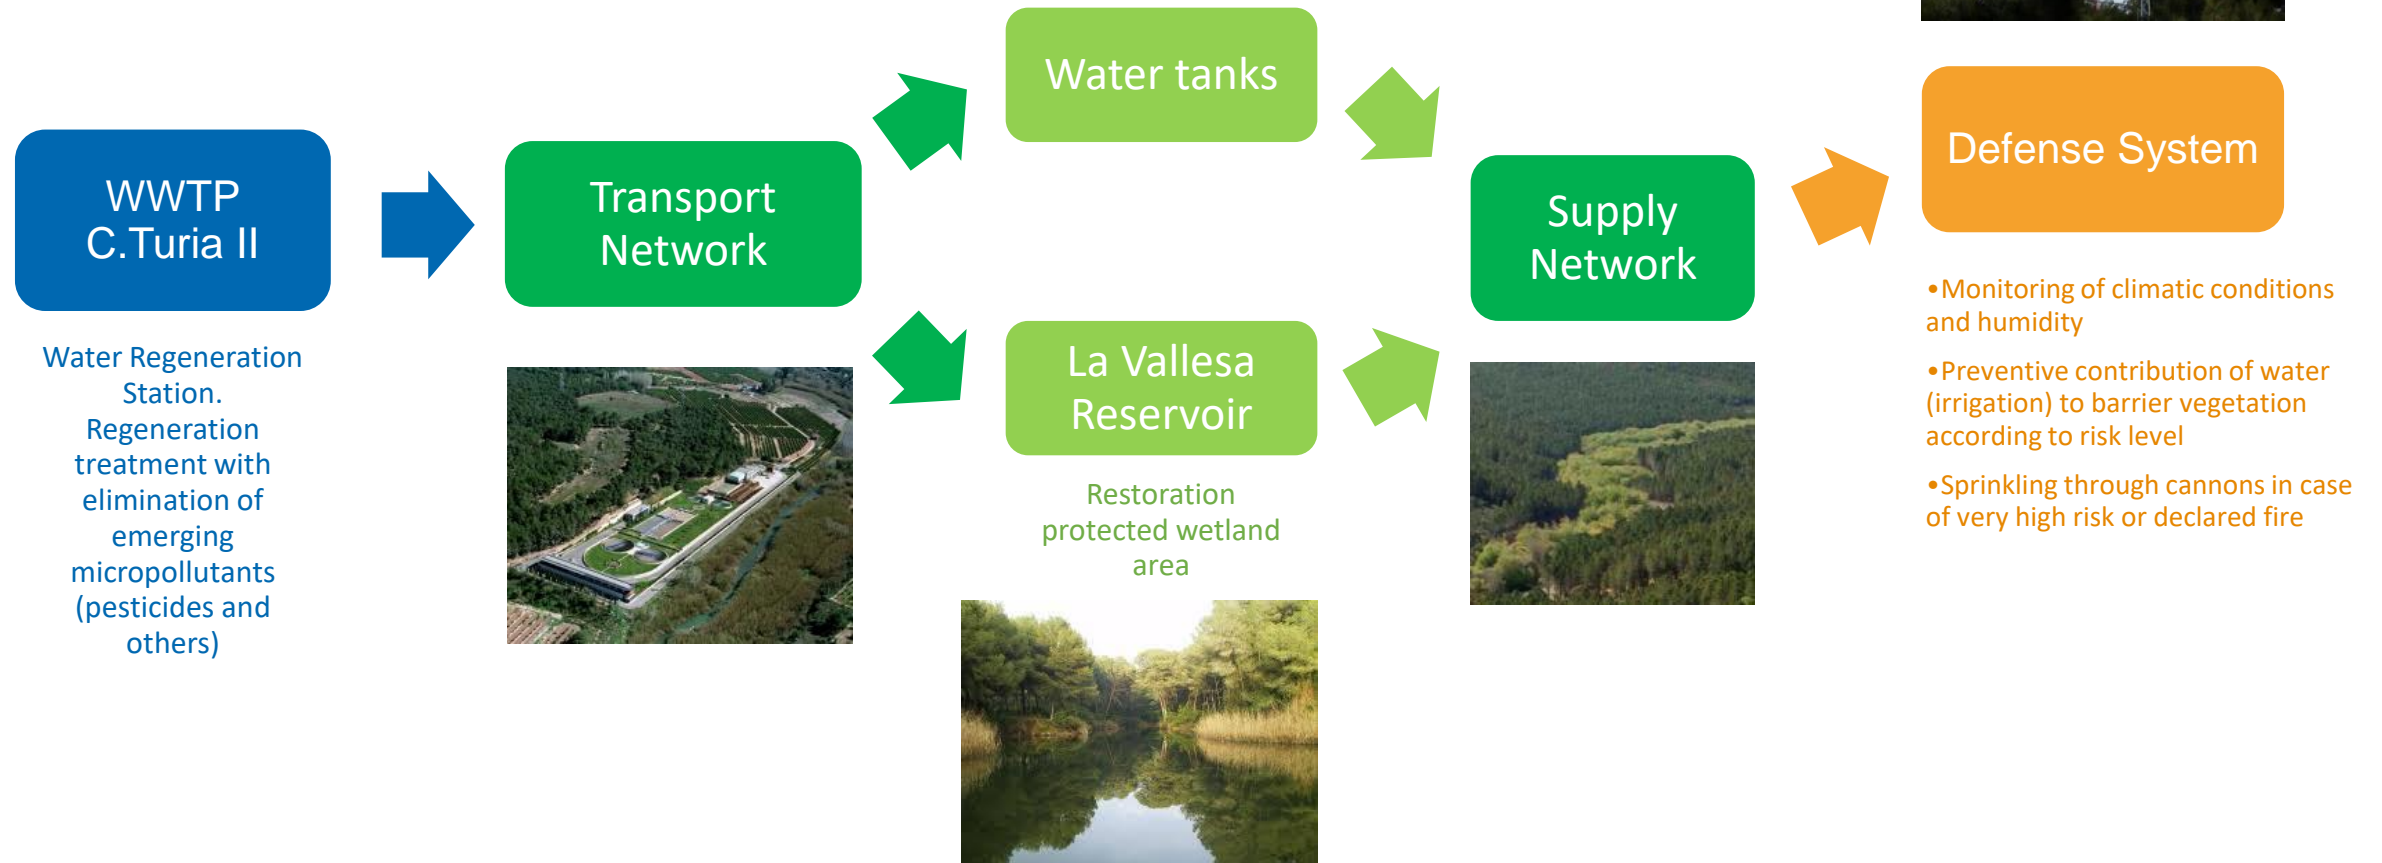 WWTP
C.Turia II
Water Regeneration
Station.
Regeneration
treatment with
elimination of
emerging
micropollutants
(pesticides and
others)
Transport
Network
Water tanks
La Vallesa
Reservoir
Restoration
protected wetland
area
Supply
Network
Defense System
•Monitoring of climatic conditions
and humidity
•Preventive contribution of water
(irrigation) to barrier vegetation
according to risk level
•Sprinkling through cannons in case
of very high risk or declared fire